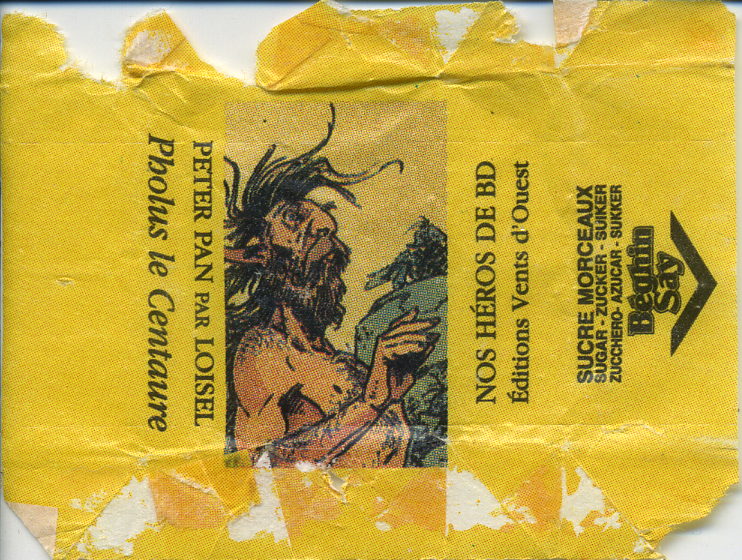 PETER PAN PAR LOISEL
Pholus le Centaure
NOS HÉROS DE BD
Éditions Vents d'Ouest
Béghin
Say
SUCRE MORCEAUX
SUGAR - ZUCKER - SUIKER
ZUCCHERO - AZUCAR - SUKKER